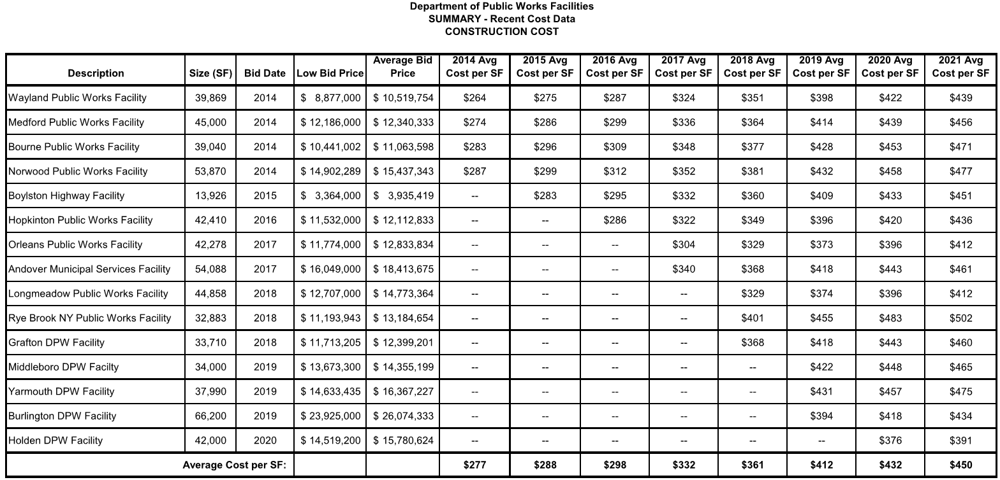 Department of Public Works Facilities
SUMMARY - Recent Cost Data
CONSTRUCTION COST
Description Size (SF) Bid Date Low Bid Price Average Bid Price 2014 Avg Cost per SF 2015 Avg Cost per SF 2016 Avg Cost per SF 2017 Avg Cost per SF 2018 Avg Cost per SF 2019 Avg Cost per SF 2020 Avg Cost per SF 2021 Avg Cost per SF
Wayland Public Works Facility 39,869 2014 $ 8,877,000 $ 10,519,754 $264 $275 $287 $324 $351 $398 $422 $439
Medford Public Works Facility 45,000 2014 $ 12,186,000 $ 12,340,333 $274 $286 $299 $336 $364 $414 $439 $456
Bourne Public Works Facility 39,040 2014 $ 10,441,002 $ 11,063,598 $283 $296 $309 $348 $377 $428 $453 $471
Norwood Public Works Facility 53,870 2014 $ 14,902,289 $ 15,437,343 $287 $299 $312 $352 $381 $432 $458 $477
Boylston Highway Facility 13,926 2015 $ 3,364,000 $ 3,935,419 -- $283 $295 $332 $360 $409 $433 $451
Hopkinton Public Works Facility 42,410 2016 $ 11,532,000 $ 12,112,833 -- -- $286 $322 $349 $396 $420 $436
Orleans Public Works Facility 42,278 2017 $ 11,774,000 $ 12,833,834 -- -- -- $304 $329 $373 $396 $412
Andover Municipal Services Facility 54,088 2017 $ 16,049,000 $ 18,413,675 -- -- -- $340 $368 $418 $443 $461
Longmeadow Public Works Facility 44,858 2018 $ 12,707,000 $ 14,773,364 -- -- -- -- $329 $374 $396 $412
Rye Brook NY Public Works Facility 32,883 2018 $ 11,193,943 $ 13,184,654 -- -- -- -- $401 $455 $483 $502
Grafton DPW Facility 33,710 2018 $ 11,713,205 $ 12,399,201 -- -- -- -- $368 $418 $443 $460
Middleboro DPW Facilty 34,000 2019 $ 13,673,300 $ 14,355,199 -- -- -- -- -- $422 $448 $465
Yarmouth DPW Facility 37,990 2019 $ 14,633,435 $ 16,367,227 -- -- -- -- -- $431 $457 $475
Burlington DPW Facility 66,200 2019 $ 23,925,000 $ 26,074,333 -- -- -- -- -- $394 $418 $434
Holden DPW Facility 42,000 2020 $ 14,519,200 $ 15,780,624 -- -- -- -- -- -- $376 $391
Average Cost per SF: $277 $288 $298 $332 $361 $412 $432 $450